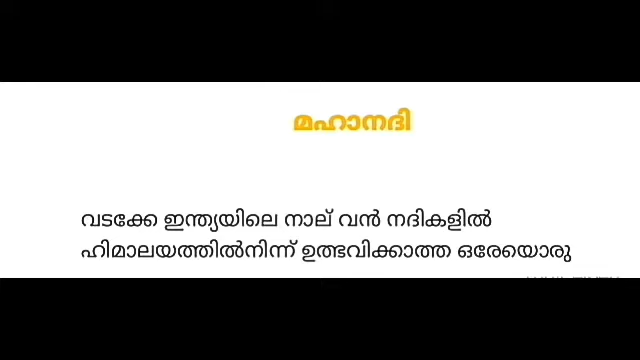 മഹാനദി
വടക്കേ ഇന്ത്യയിലെ നാല് വൻ നദികളിൽ
ഹിമാലയത്തിൽനിന്ന് ഉത്ഭവിക്കാത്ത ഒരേയൊരു